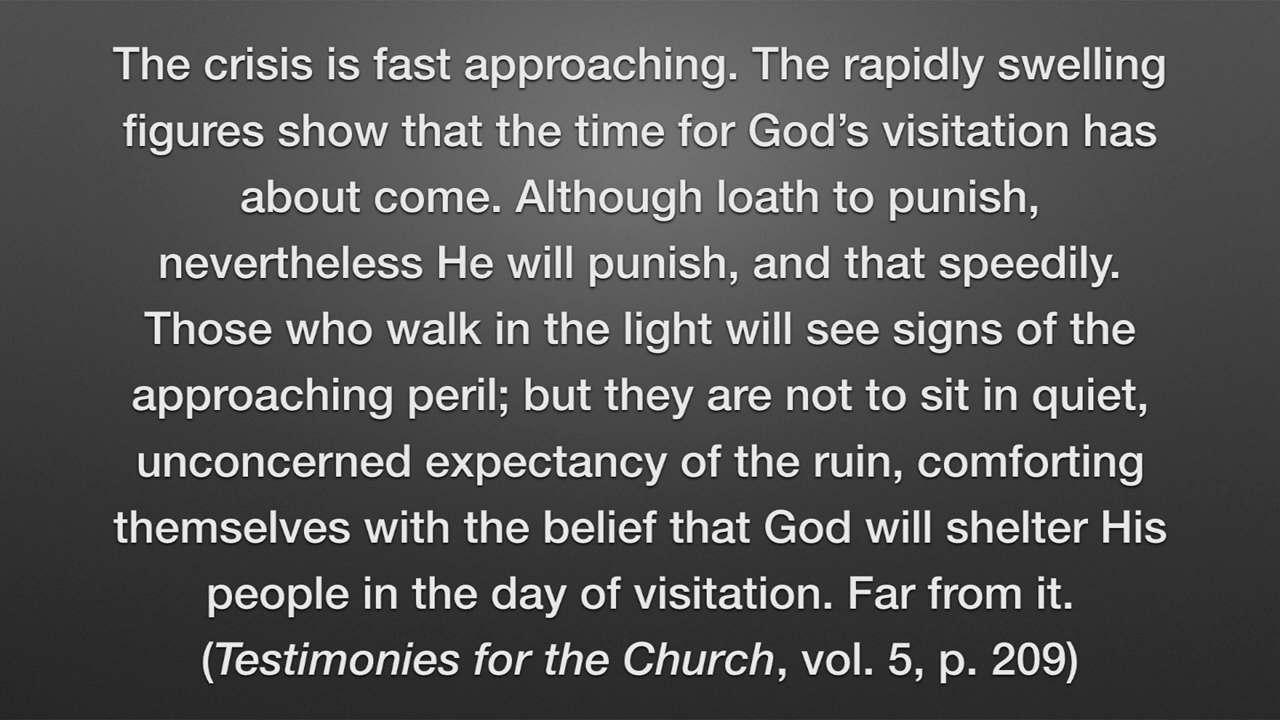 The crisis is fast approaching. The rapidly swelling
figures show that the time for God’s visitation has
about come. Although loath to punish,
nevertheless He will punish, and that speedily.
Those who walk in the light will see signs of the
approaching peril; but they are not to sit in quiet,
unconcerned expectancy of the ruin, comforting
themselves with the belief that God will shelter His
people in the day of visitation. Far from it.
(Testimonies for the Church, vol. 5, p. 209)